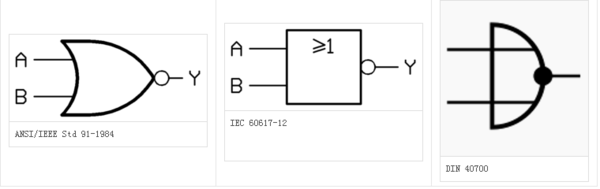 A
B
Y
ANSI/IEEE Std 91-1984
A
B
≥1
Y
IEC 60617-12
DIN 40700